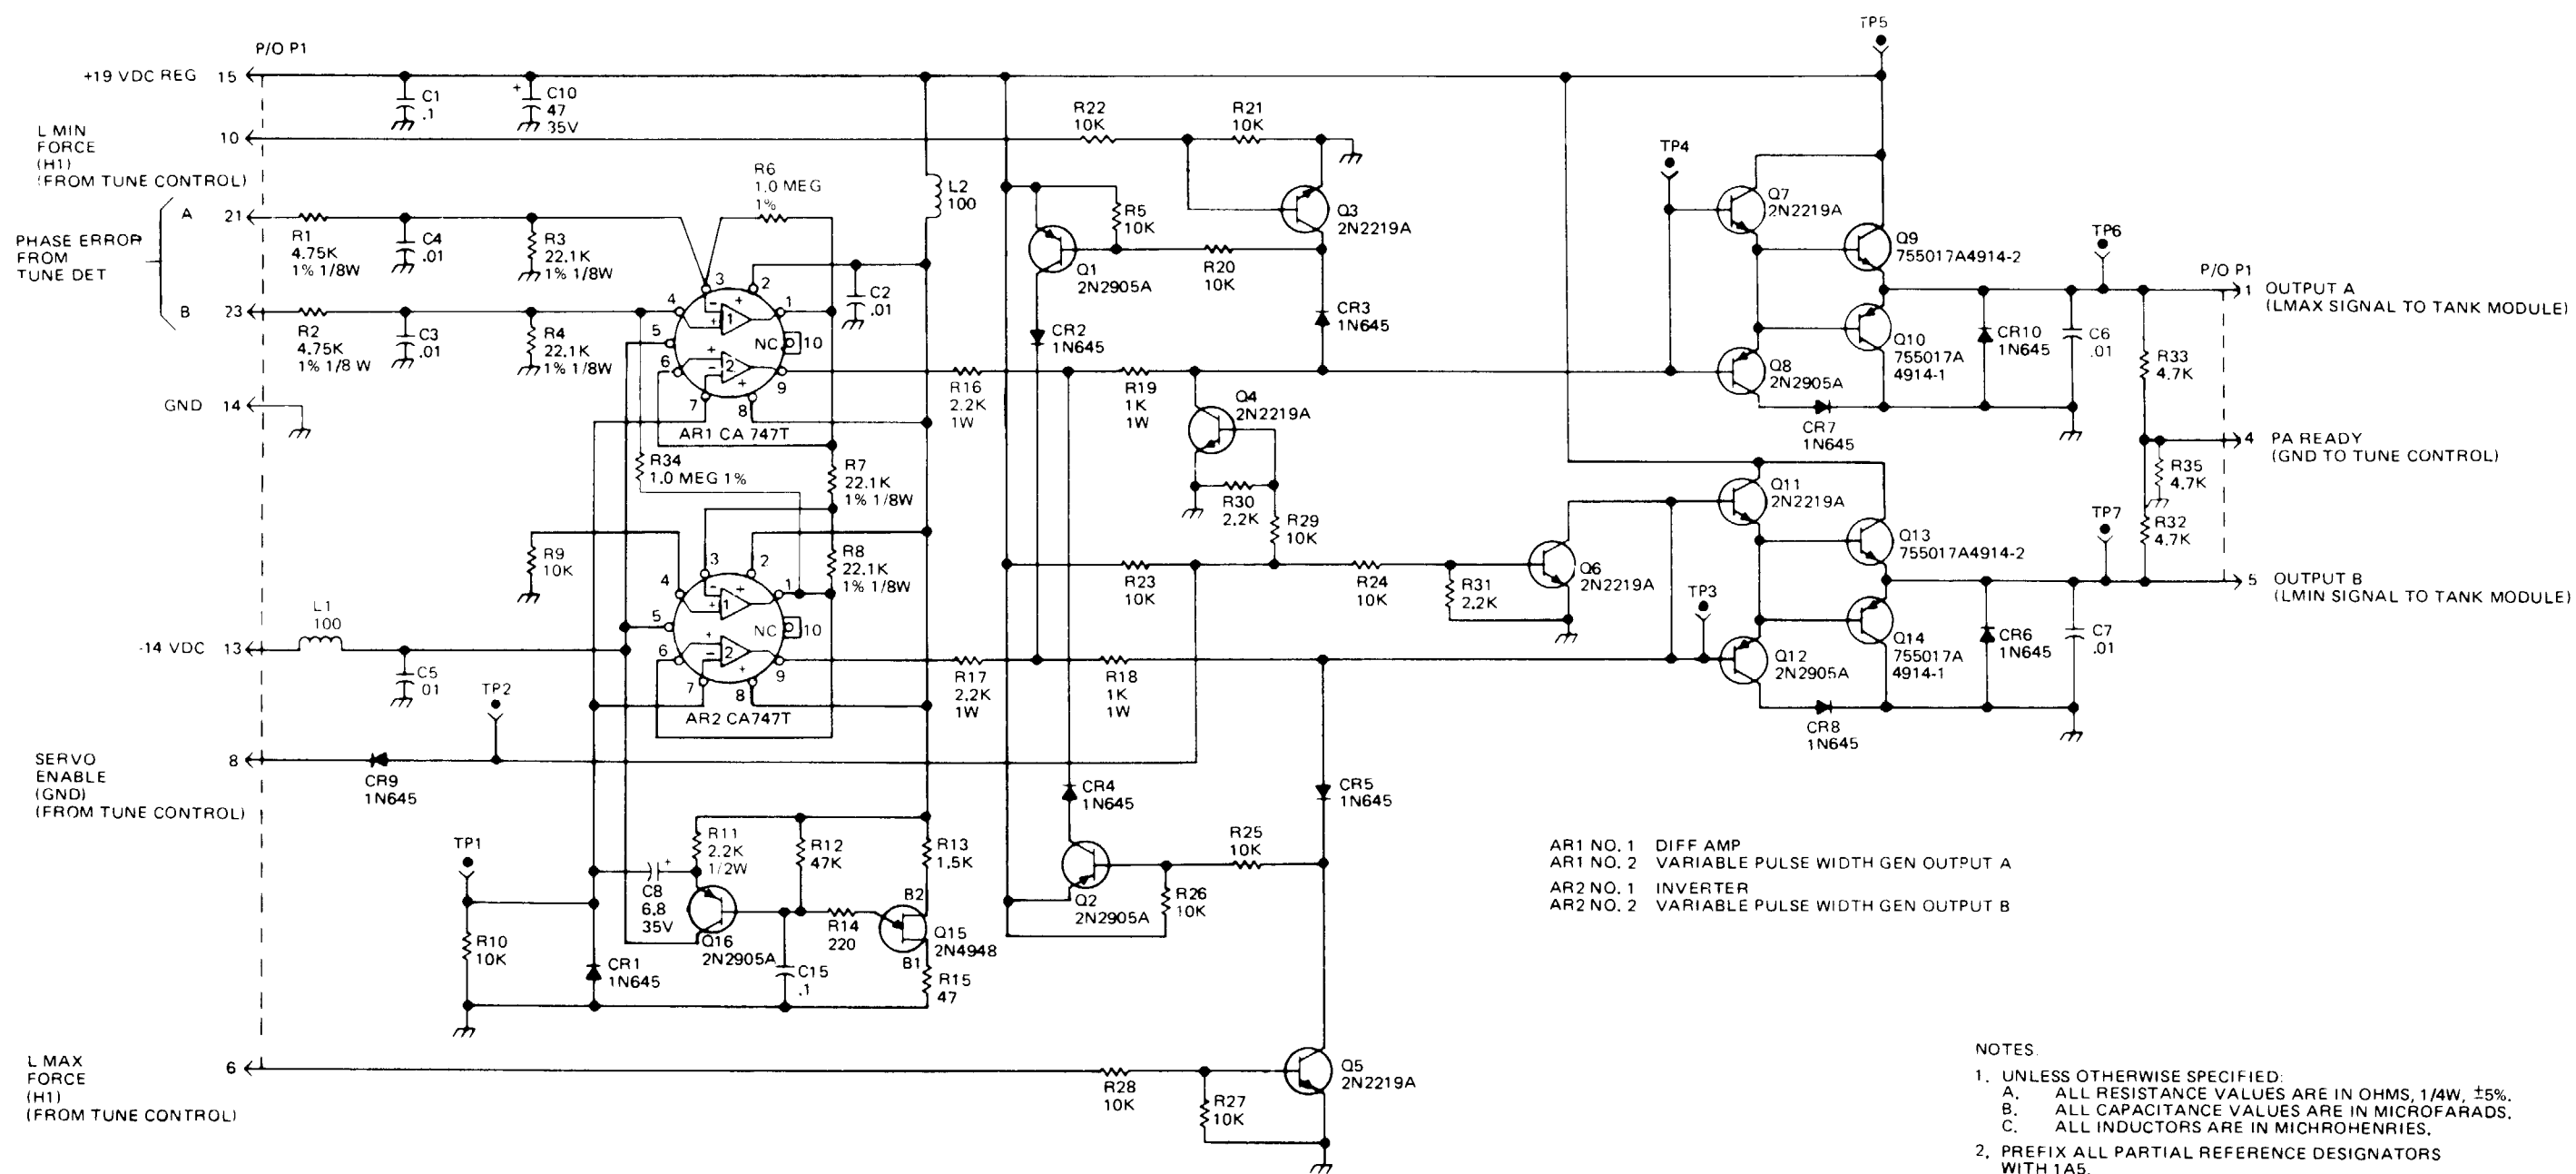 P/O P1
+19 VDC REG 15
L MIN
FORCE
(H1)
(FROM TUNE CONTROL)
10
PHASE ERROR
FROM
TUNE DET
A 21
B 23
GND 14
-14 VDC 13
SERVO
ENABLE
(GND)
(FROM TUNE CONTROL)
8
L MAX
FORCE
(H1)
(FROM TUNE CONTROL)
6
C1
.1
+
C10
47
35V
R1
4.75K
1% 1/8W
C4
.01
R3
22.1K
1% 1/8W
R2
4.75K
1% 1/8 W
C3
.01
R4
22.1K
1% 1/8W
R6
1.0 MEG
1%
L2
100
C2
.01
3
2
4
1
5
NC
10
6
9
7
8
- +
+ 1
+
- 2
+
AR1 CA 747T
R34
1.0 MEG 1%
R7
22.1K
1% 1/8W
R8
22.1K
1% 1/8W
R9
10K
3
2
4
1
5
NC
10
6
9
7
8
- +
+ 1
+
- 2
+
AR2 CA747T
L1
100
C5
01
TP2
CR9
1N645
TP1
R10
10K
CR1
1N645
C8
6.8
35V
+
R11
2.2K
1/2W
Q16
2N2905A
R12
47K
C15
.1
R14
220
R13
1.5K
B2
Q15
2N4948
B1
R15
47
R22
10K
R21
10K
R5
10K
Q3
2N2219A
Q1
2N2905A
R20
10K
CR2
1N645
CR3
1N645
R16
2.2K
1W
R19
1K
1W
Q4
2N2219A
R30
2.2K
R29
10K
R23
10K
R24
10K
R31
2.2K
Q6
2N2219A
R17
2.2K
1W
R18
1K
1W
CR4
1N645
CR5
1N645
R25
10K
Q2
2N2905A
R26
10K
R28
10K
R27
10K
Q5
2N2219A
TP5
TP4
Q7
2N2219A
Q9
755017A4914-2
Q8
2N2905A
Q10
755017A
4914-1
CR7
1N645
CR10
1N645
C6
.01
TP6
R33
4.7K
P/O P1
1 OUTPUT A
(LMAX SIGNAL TO TANK MODULE)
4 PA READY
(GND TO TUNE CONTROL)
R35
4.7K
R32
4.7K
TP7
5 OUTPUT B
(LMIN SIGNAL TO TANK MODULE)
Q11
2N2219A
Q13
755017A4914-2
TP3
Q12
2N2905A
Q14
755017A
4914-1
CR8
1N645
CR6
1N645
C7
.01
AR1 NO. 1 DIFF AMP
AR1 NO. 2 VARIABLE PULSE WIDTH GEN OUTPUT A
AR2 NO. 1 INVERTER
AR2 NO. 2 VARIABLE PULSE WIDTH GEN OUTPUT B
NOTES.
1. UNLESS OTHERWISE SPECIFIED:
A. ALL RESISTANCE VALUES ARE IN OHMS, 1/4W, ±5%.
B. ALL CAPACITANCE VALUES ARE IN MICROFARADS.
C. ALL INDUCTORS ARE IN MICHROHENRIES.
2. PREFIX ALL PARTIAL REFERENCE DESIGNATORS
WITH 1A5.